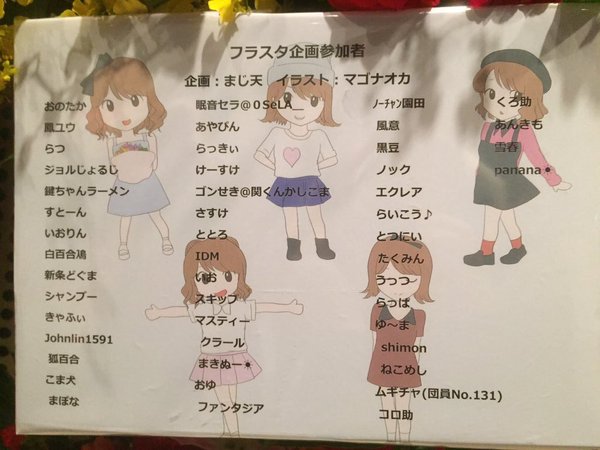 フラスタ企画参加者
企画：まじ天　イラスト：マゴナオカ
おのたか
鳳ユウ
らつ
ジョルじょるじ
鍵ちゃんラーメン
すとーん
いおりん
白百合鳩
新条どぐま
シャンプー
きゃふぃ
Johnlin1591
狐百合
こま犬
まぽな
眠音セラ@０SeLA_
あやぴん
らっきぃ
けーすけ
ゴンせき@関くんかしこま
さすけ
ととろ
IDM
いお
スキップ
マスティー
クラール
まきぬー●
おゆ
ファンタジア
ﾉｰﾁｬﾝ園田
風意
黒豆
ノック
エクレア
らいこう♪
とつにい
たくみん
うっつ〜
らっぱ
ゆ〜ま
shimon
ねこめし
ムギチャ(団員No.131)
コロ助
くろ助
あんきも
雪呑
panana●